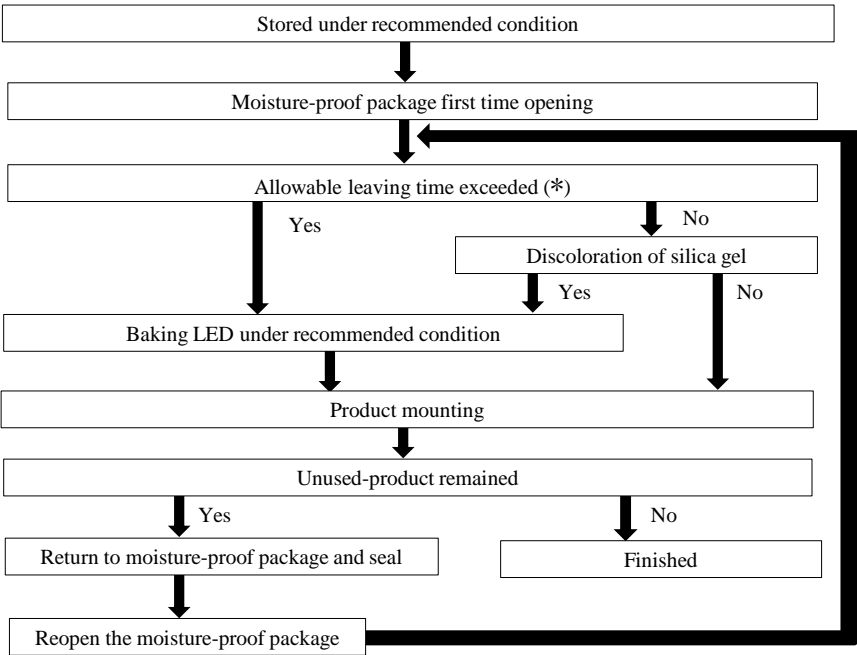 Stored under recommended condition
Moisture-proof package first time opening
Allowable leaving time exceeded (*)
Yes
No
Discoloration of silica gel
Yes
No
Baking LED under recommended condition
Product mounting
Unused-product remained
Yes
No
Return to moisture-proof package and seal
Finished
Reopen the moisture-proof package